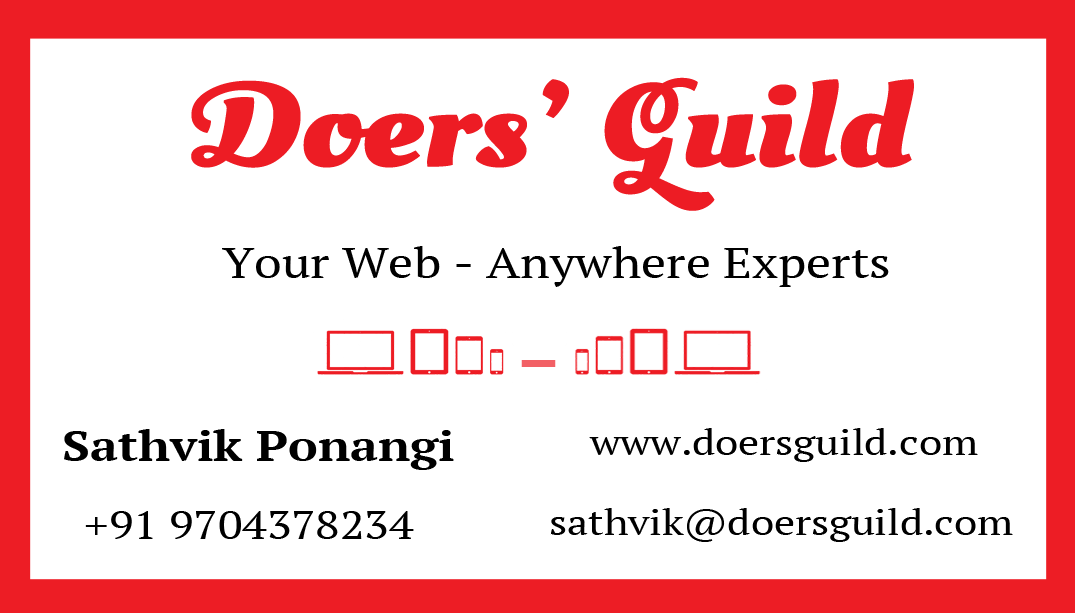 Doers’ Guild
Your Web - Anywhere Experts
Sathvik Ponangi
www.doersguild.com
+91 9704378234
sathvik@doersguild.com